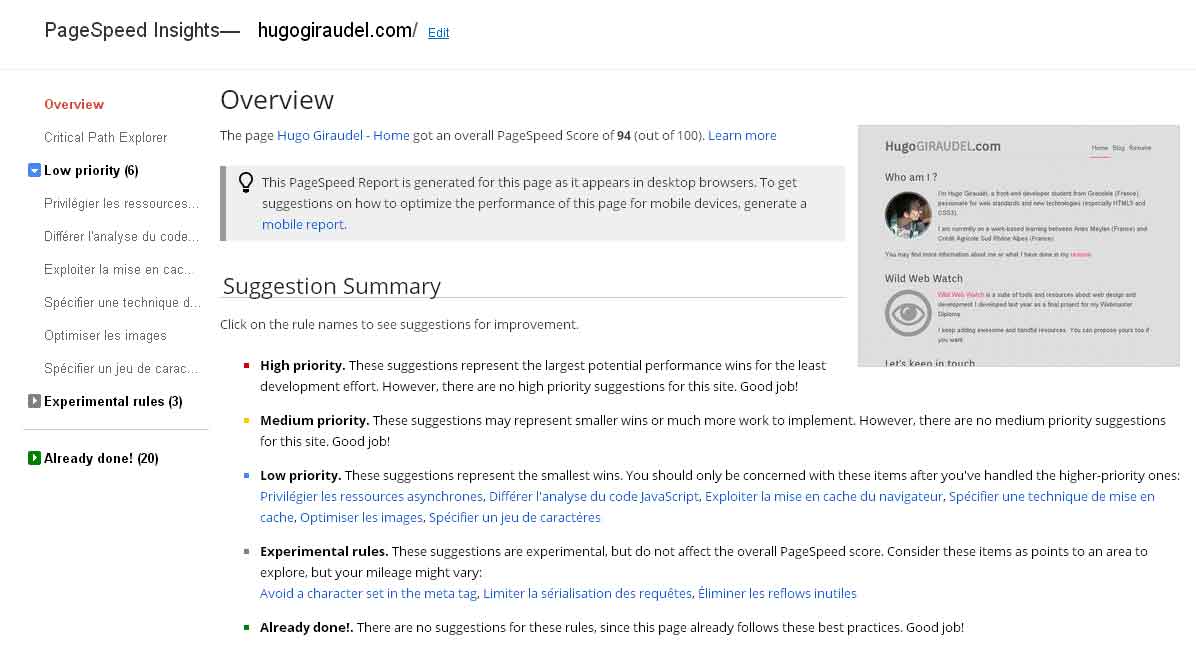 PageSpeed Insights— hugogiraudel.com/ Edit
Overview
Critical Path Explorer
Low priority (6)
Privilégier les ressources...
Différer l'analyse du code...
Exploiter la mise en cac...
Spécifier une technique d...
Optimiser les images
Spécifier un jeu de carac...
Experimental rules (3)
Already done! (20)
Overview
The page Hugo Giraudel - Home got an overall PageSpeed Score of 94 (out of 100). Learn more
This PageSpeed Report is generated for this page as it appears in desktop browsers. To get
suggestions on how to optimize the performance of this page for mobile devices, generate a
mobile report.
HugoGIRAUDEL.com
Home Blog Resume
Who am I ?
I'm Hugo Giraudel, a front-end developer student from Grenoble (France),
passionate for web standards and new technologies (especially HTML5 and
CSS3).
I am currently on a work-based learning between Aries Meylan (France) and
Crédit Agricole Sud Rhône Alpes (France).
You may find more information about me or what I have done in my resume.
Wild Web Watch
Wild Web Watch is a suite of tools and resources about web design and
development I developed last year as a final project for my Webmaster
Diploma.
I keep adding awesome and handful resources. You can propose yours too if
you want.
Let's keep in touch
Suggestion Summary
Click on the rule names to see suggestions for improvement.
High priority. These suggestions represent the largest potential performance wins for the least
development effort. However, there are no high priority suggestions for this site. Good job!
Medium priority. These suggestions may represent smaller wins or much more work to implement. However, there are no medium priority suggestions
for this site. Good job!
Low priority. These suggestions represent the smallest wins. You should only be concerned with these items after you've handled the higher-priority ones:
Privilégier les ressources asynchrones, Différer l'analyse du code JavaScript, Exploiter la mise en cache du navigateur, Spécifier une technique de mise en
cache, Optimiser les images, Spécifier un jeu de caractéres
Experimental rules. These suggestions are experimental, but do not affect the overall PageSpeed score. Consider these items as points to an area to
explore, but your mileage might vary:
Avoid a character set in the meta tag, Limiter la sérialisation des requêtes, Éliminer les reflows inutiles
Already done!. There are no suggestions for these rules, since this page already follows these best practices. Good job!